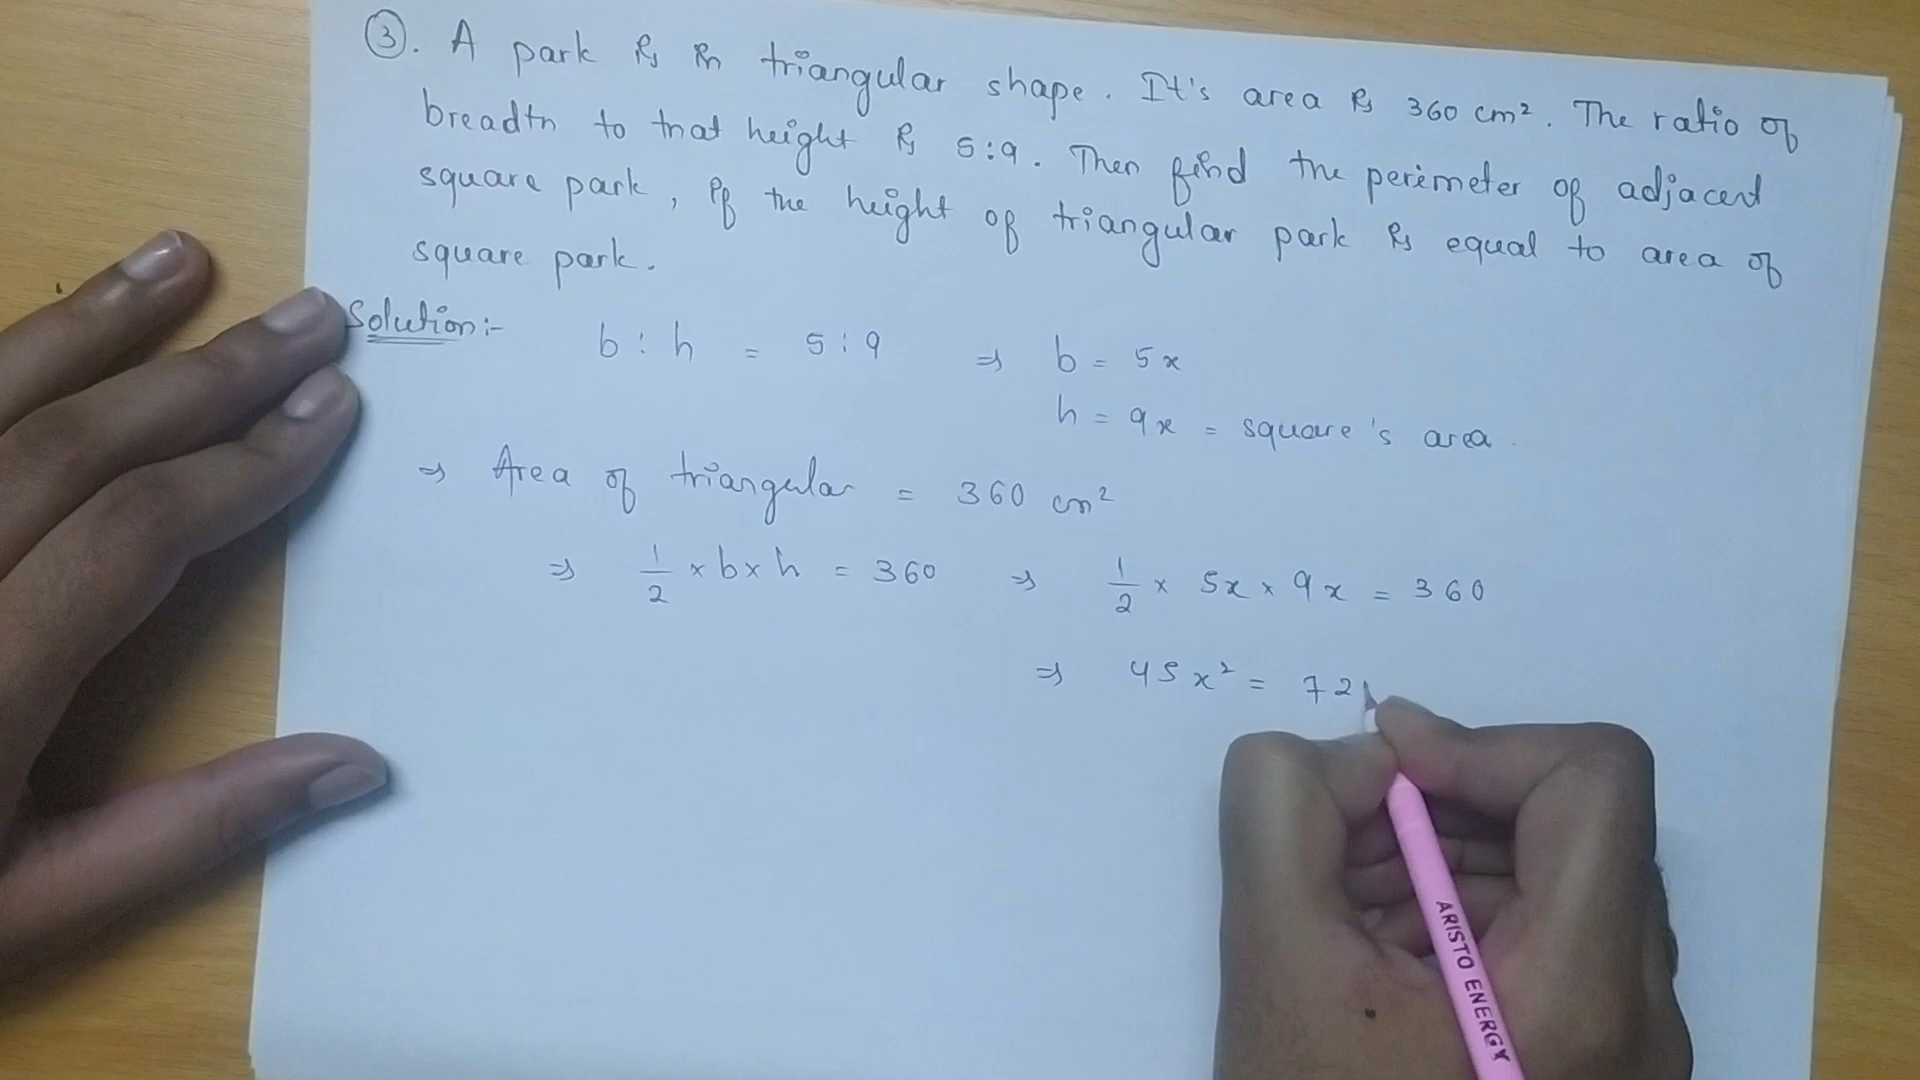 ③. A park is in triangular shape. It's area is 360 cm². The ratio of
breadth to that height is 5:9. Then find the perimeter of adjacent
square park, if the height of triangular park is equal to area of
square park.
Solution:- b : h = 5 : 9 ⇒ b = 5x
h = 9x = square's area
⇒ Area of triangular = 360 cm²
⇒ 1/2 × b × h = 360 ⇒ 1/2 × 5x × 9x = 360
⇒ 45x² = 72
ARISTO ENERGY